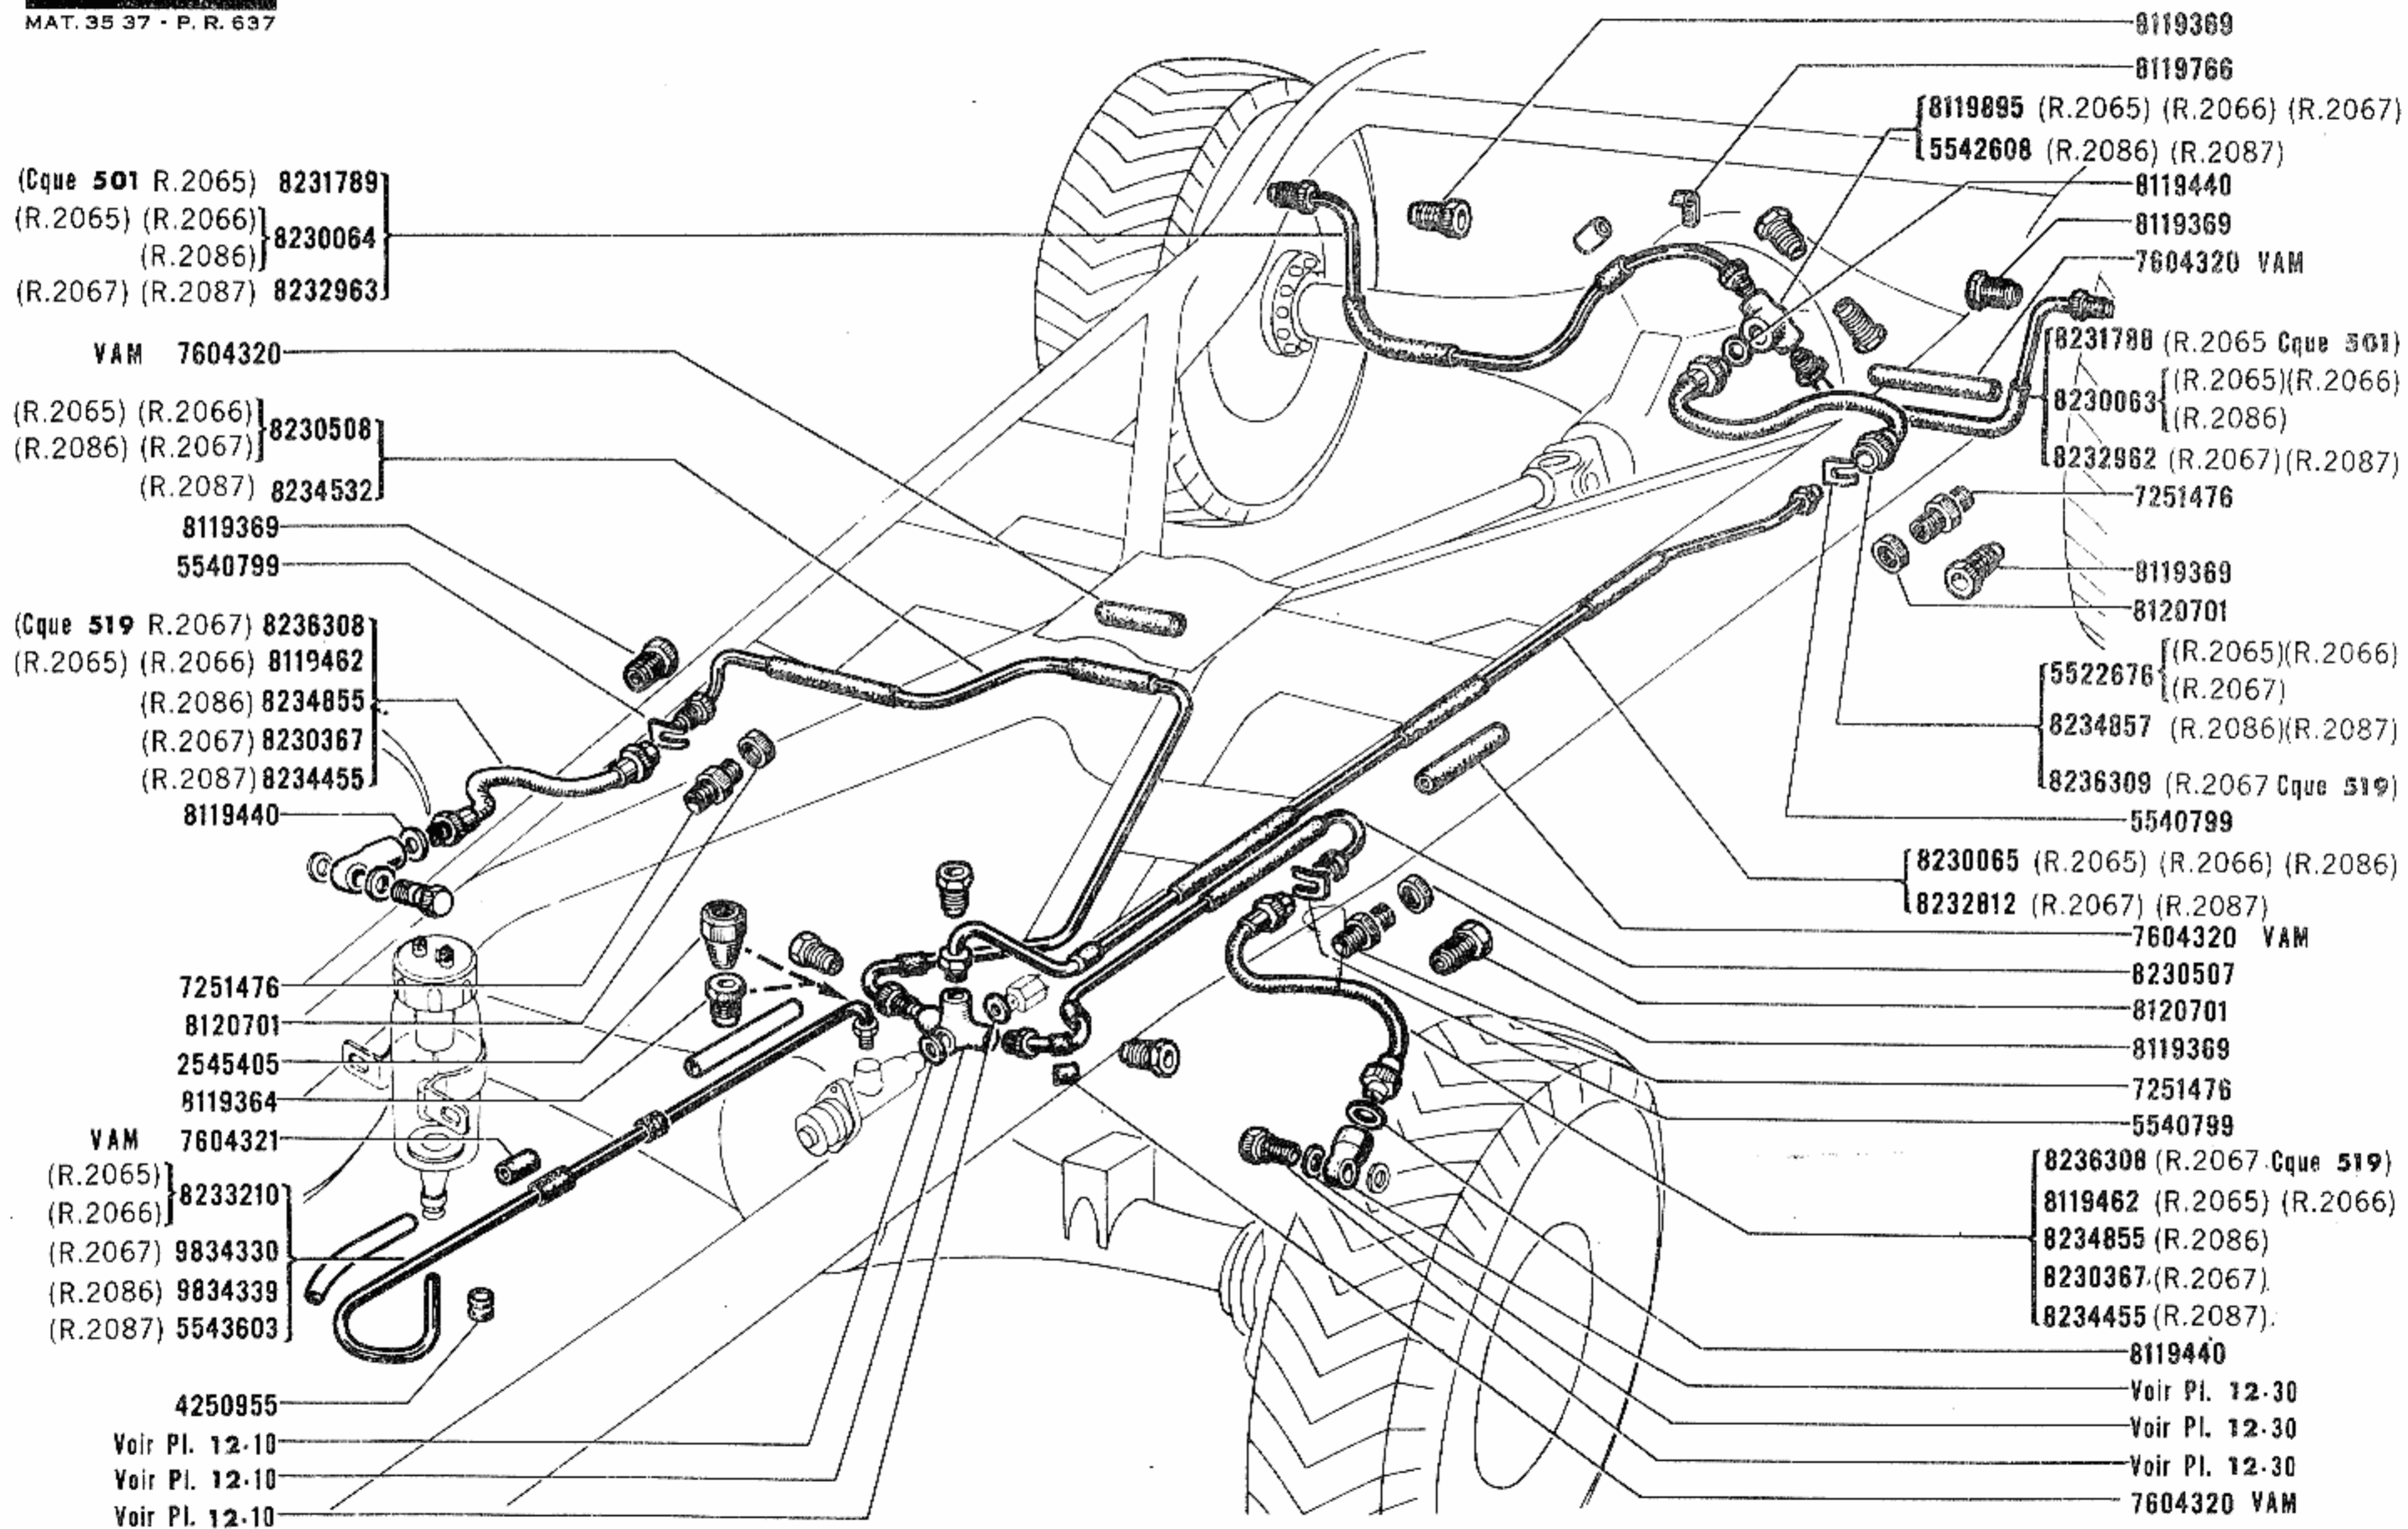 MAT. 35 37 - P. R. 637
(Cque 501 R.2065) 8231789
(R.2065) (R.2066)
8230064
(R.2086)
(R.2067) (R.2087) 8232963
VAM 7604320
(R.2065) (R.2066)
8230508
(R.2086) (R.2067)
(R.2087) 8234532
8119369
5540799
(Cque 519 R.2067) 8236308
(R.2065) (R.2066) 8119462
(R.2086) 8234855
(R.2067) 8230367
(R.2087) 8234455
8119440
7251476
8120701
2545405
8119364
VAM 7604321
(R.2065)
8233210
(R.2066)
(R.2067) 9834330
(R.2086) 9834339
(R.2087) 5543603
4250955
Voir Pl. 12-10
Voir Pl. 12-10
Voir Pl. 12-10
8119369
8119766
8119895 (R.2065) (R.2066) (R.2067)
5542608 (R.2086) (R.2087)
8119440
8119369
7604320 VAM
8231788 (R.2065 Cque 501)
(R.2065)(R.2066)
8230063
(R.2086)
8232962 (R.2067)(R.2087)
7251476
8119369
8120701
(R.2065)(R.2066)
5522676
(R.2067)
8234857 (R.2086)(R.2087)
8236309 (R.2067 Cque 519)
5540799
8230065 (R.2065) (R.2066) (R.2086)
8232812 (R.2067) (R.2087)
7604320 VAM
8230507
8120701
8119369
7251476
5540799
8236308 (R.2067 Cque 519)
8119462 (R.2065) (R.2066)
8234855 (R.2086)
8230367 (R.2067)
8234455 (R.2087)
8119440
Voir Pl. 12-30
Voir Pl. 12-30
Voir Pl. 12-30
7604320 VAM